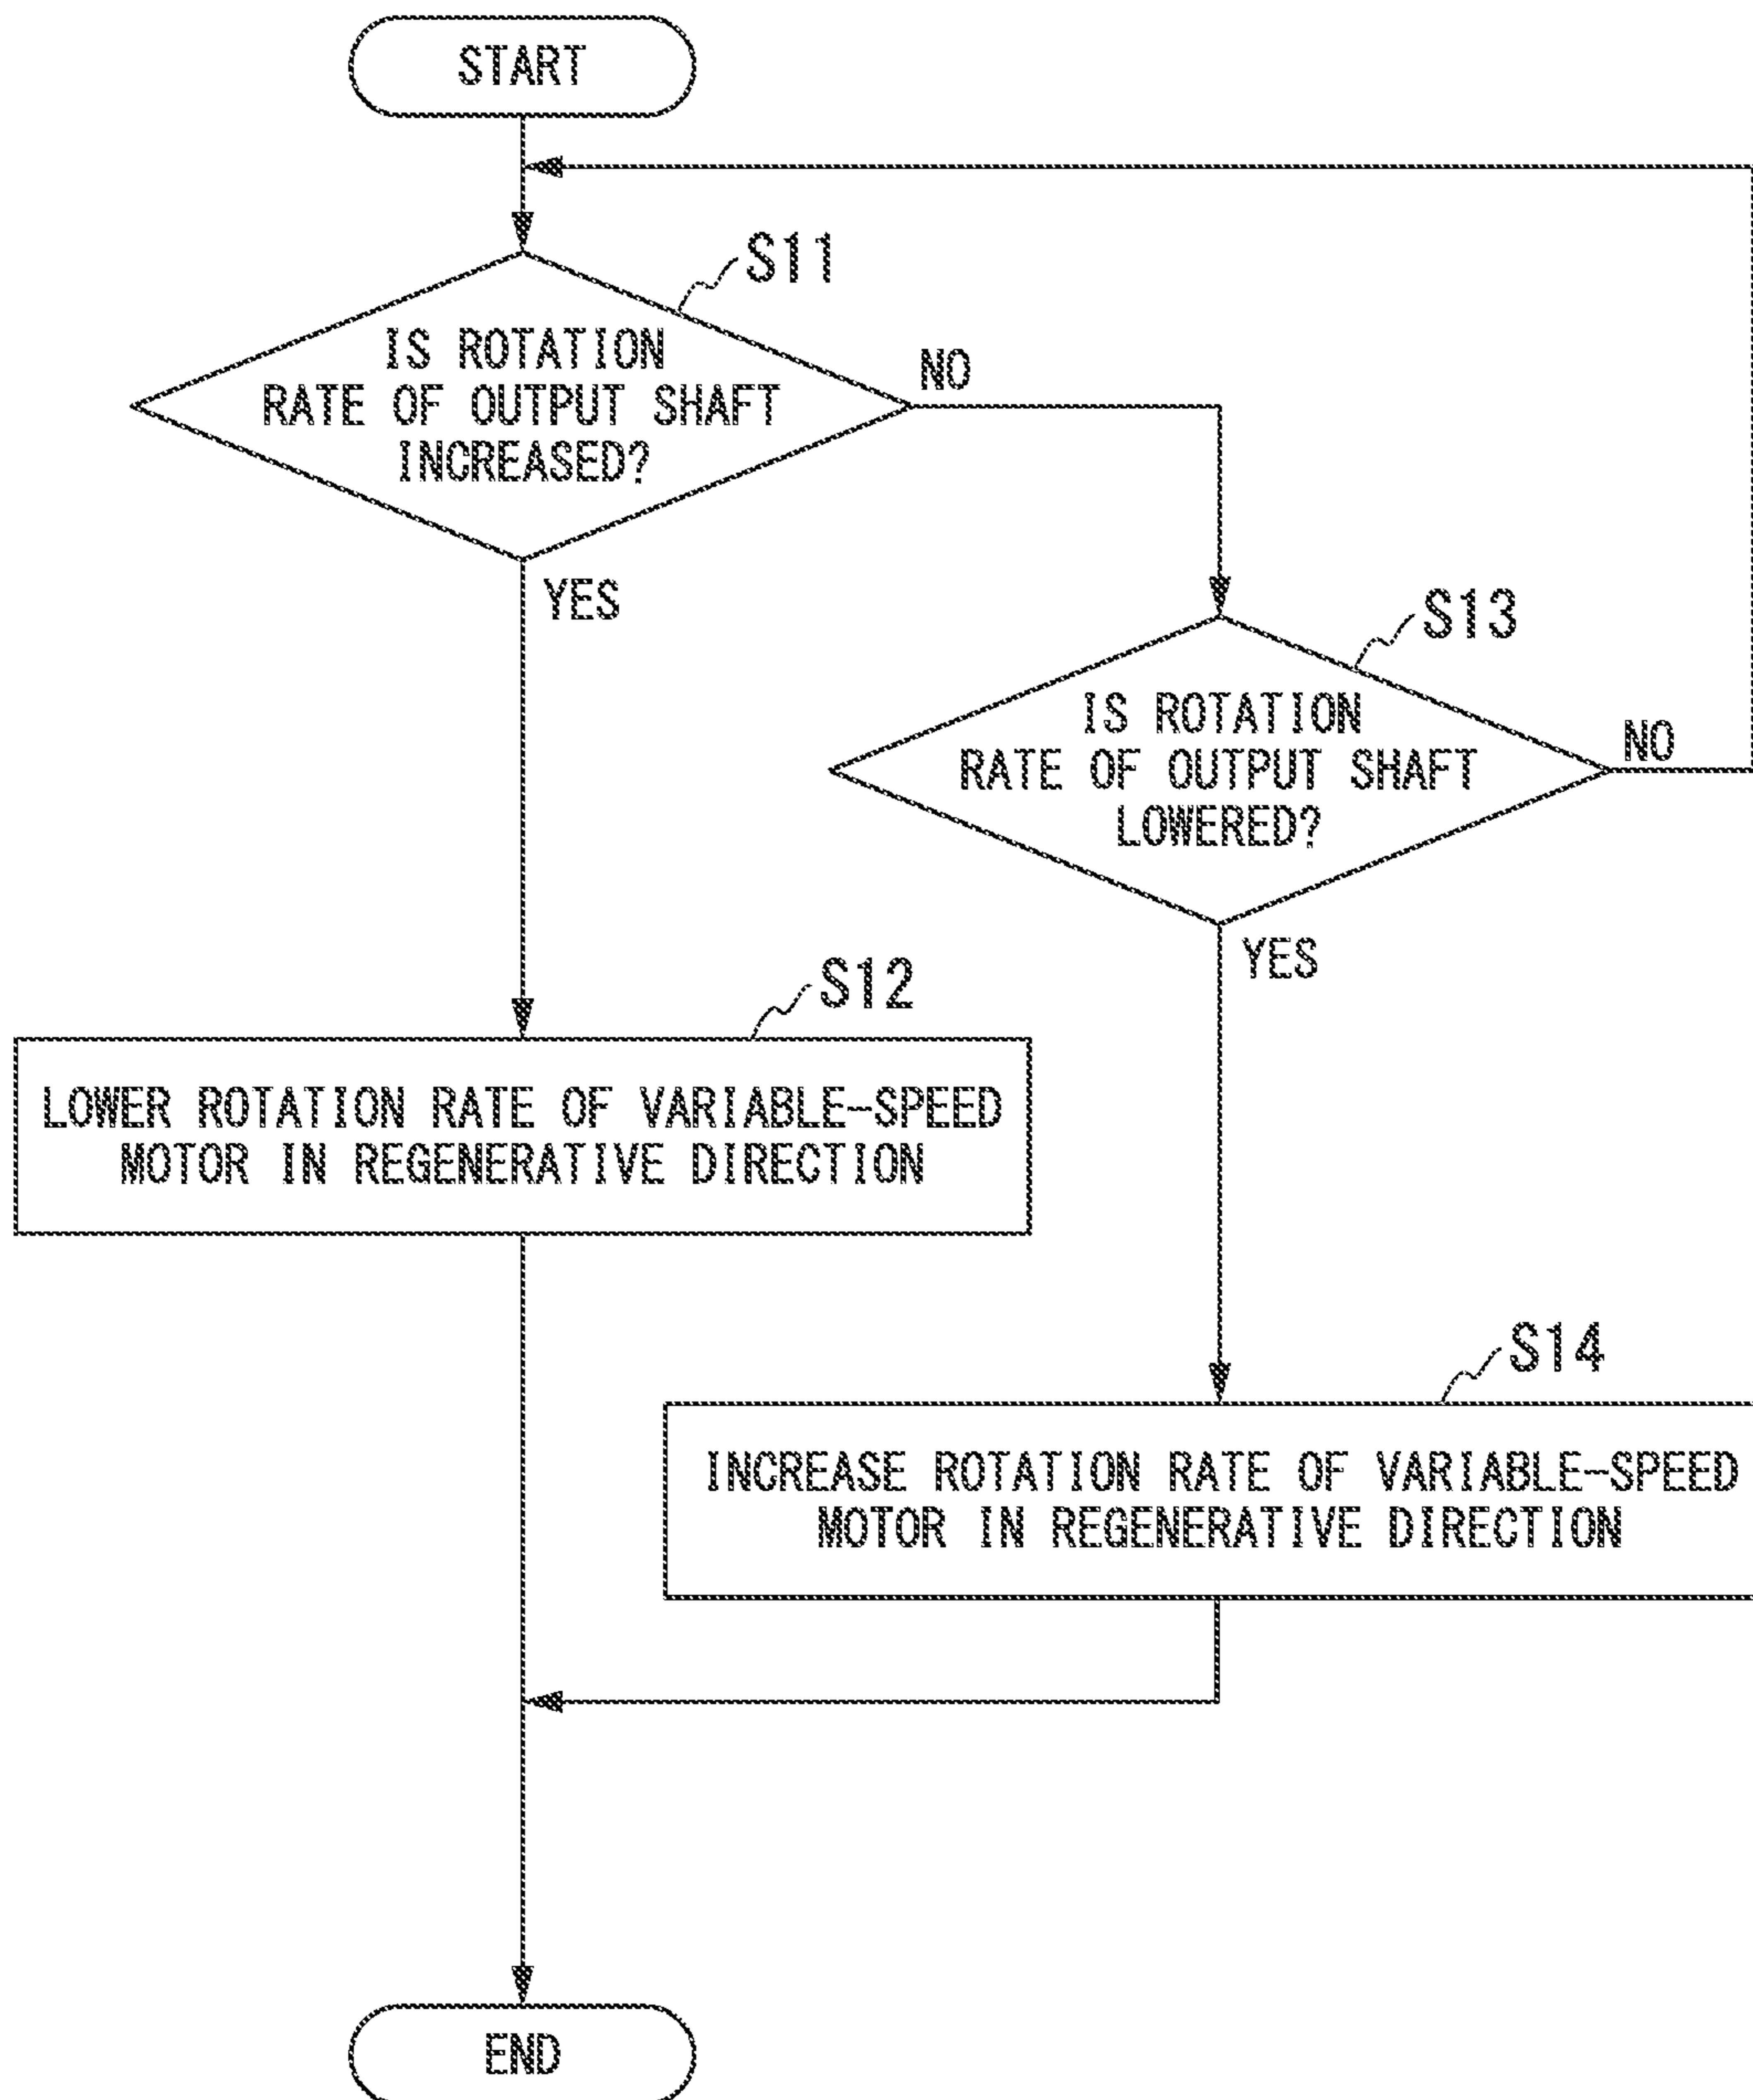 START
S11
IS ROTATION
RATE OF OUTPUT SHAFT
INCREASED?
NO
YES
S13
IS ROTATION
RATE OF OUTPUT SHAFT
LOWERED?
NO
YES
S12
LOWER ROTATION RATE OF VARIABLE-SPEED
MOTOR IN REGENERATIVE DIRECTION
S14
INCREASE ROTATION RATE OF VARIABLE-SPEED
MOTOR IN REGENERATIVE DIRECTION
END